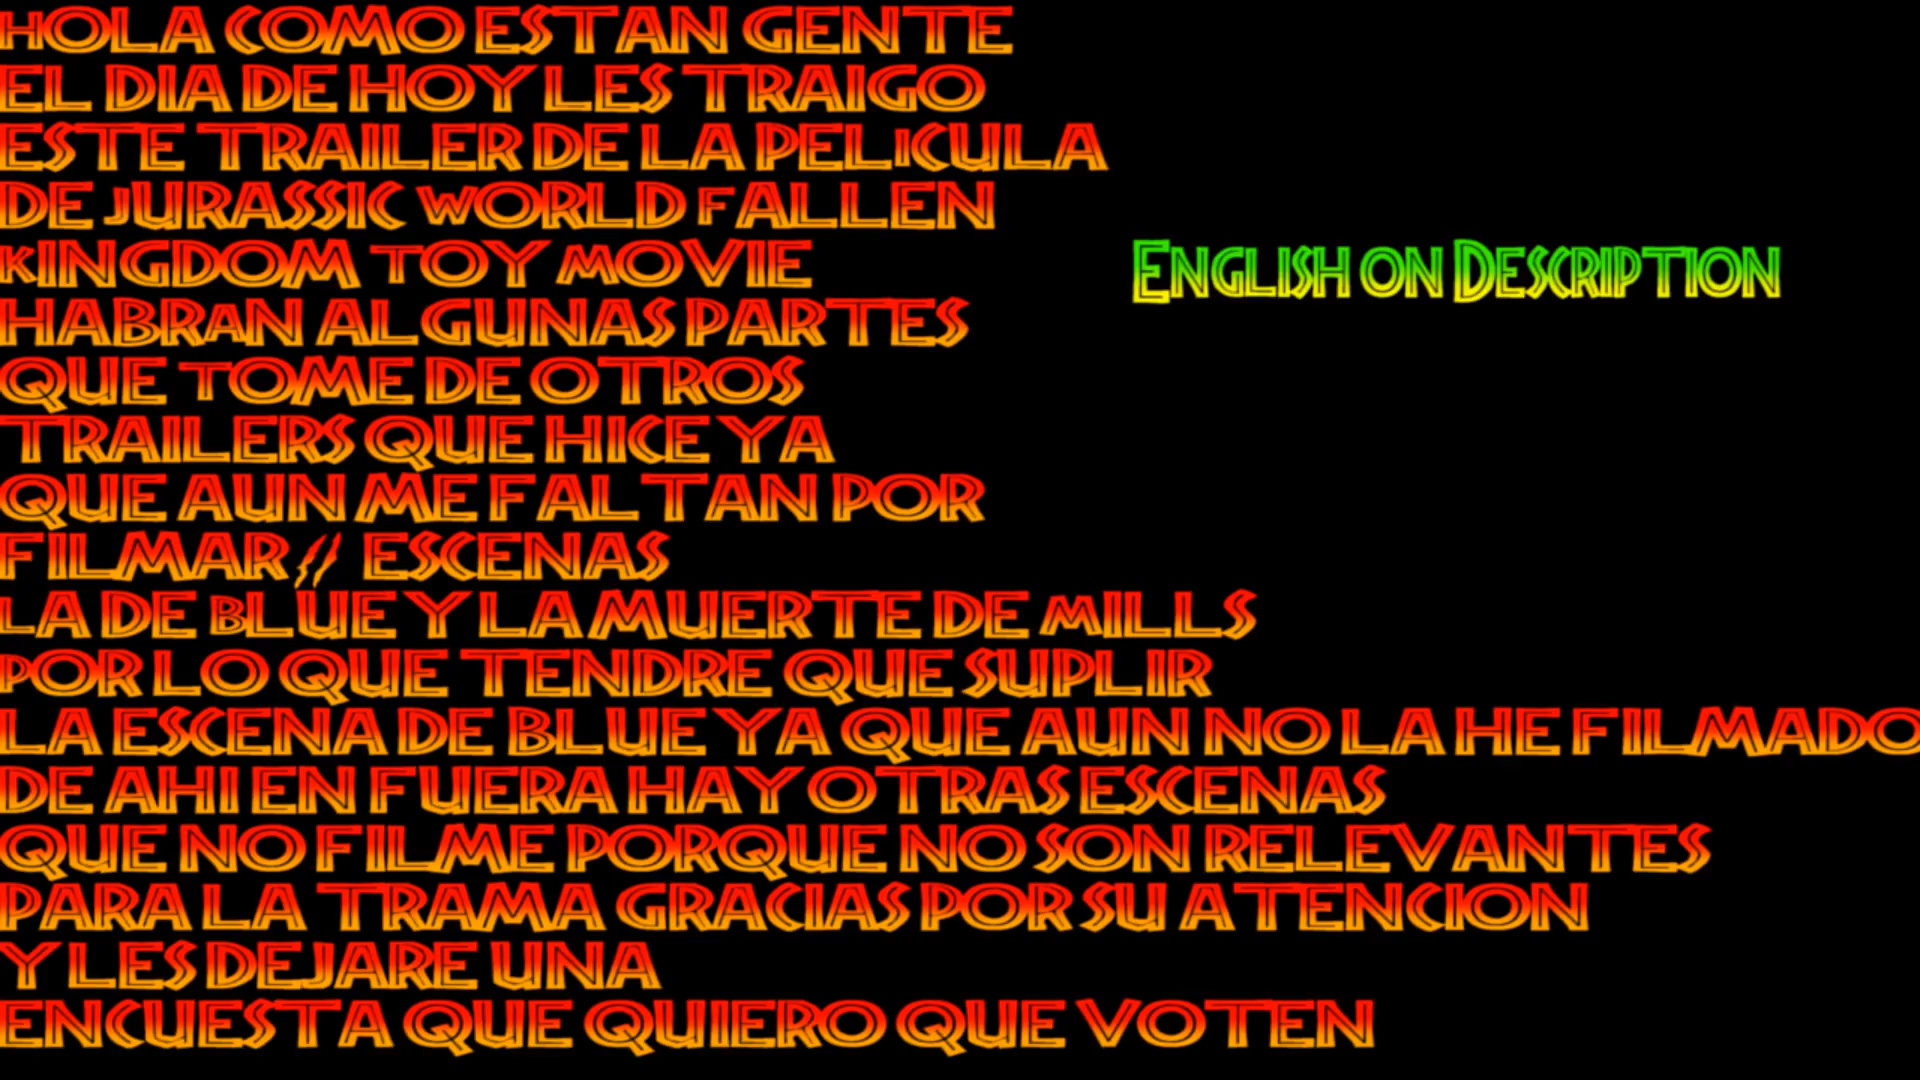 HOLA COMO ESTAN GENTE
EL DIA DE HOY LES TRAIGO
ESTE TRAILER DE LA PELiCULA
DE JURASSIC WORLD FALLEN
KINGDOM TOY MOVIE
HABRaN ALGUNAS PARTES
QUE TOME DE OTROS
TRAILERS QUE HICE YA
QUE AUN ME FALTAN POR
FILMAR// ESCENAS
LA DE BLUE Y LA MUERTE DE MILLS
POR LO QUE TENDRE QUE SUPLIR
LA ESCENA DE BLUE YA QUE AUN NO LA HE FILMADO
DE AHI EN FUERA HAY OTRAS ESCENAS
QUE NO FILME PORQUE NO SON RELEVANTES
PARA LA TRAMA GRACIAS POR SU ATENCION
Y LES DEJARE UNA
ENCUESTA QUE QUIERO QUE VOTEN
ENGLISH ON DESCRIPTION